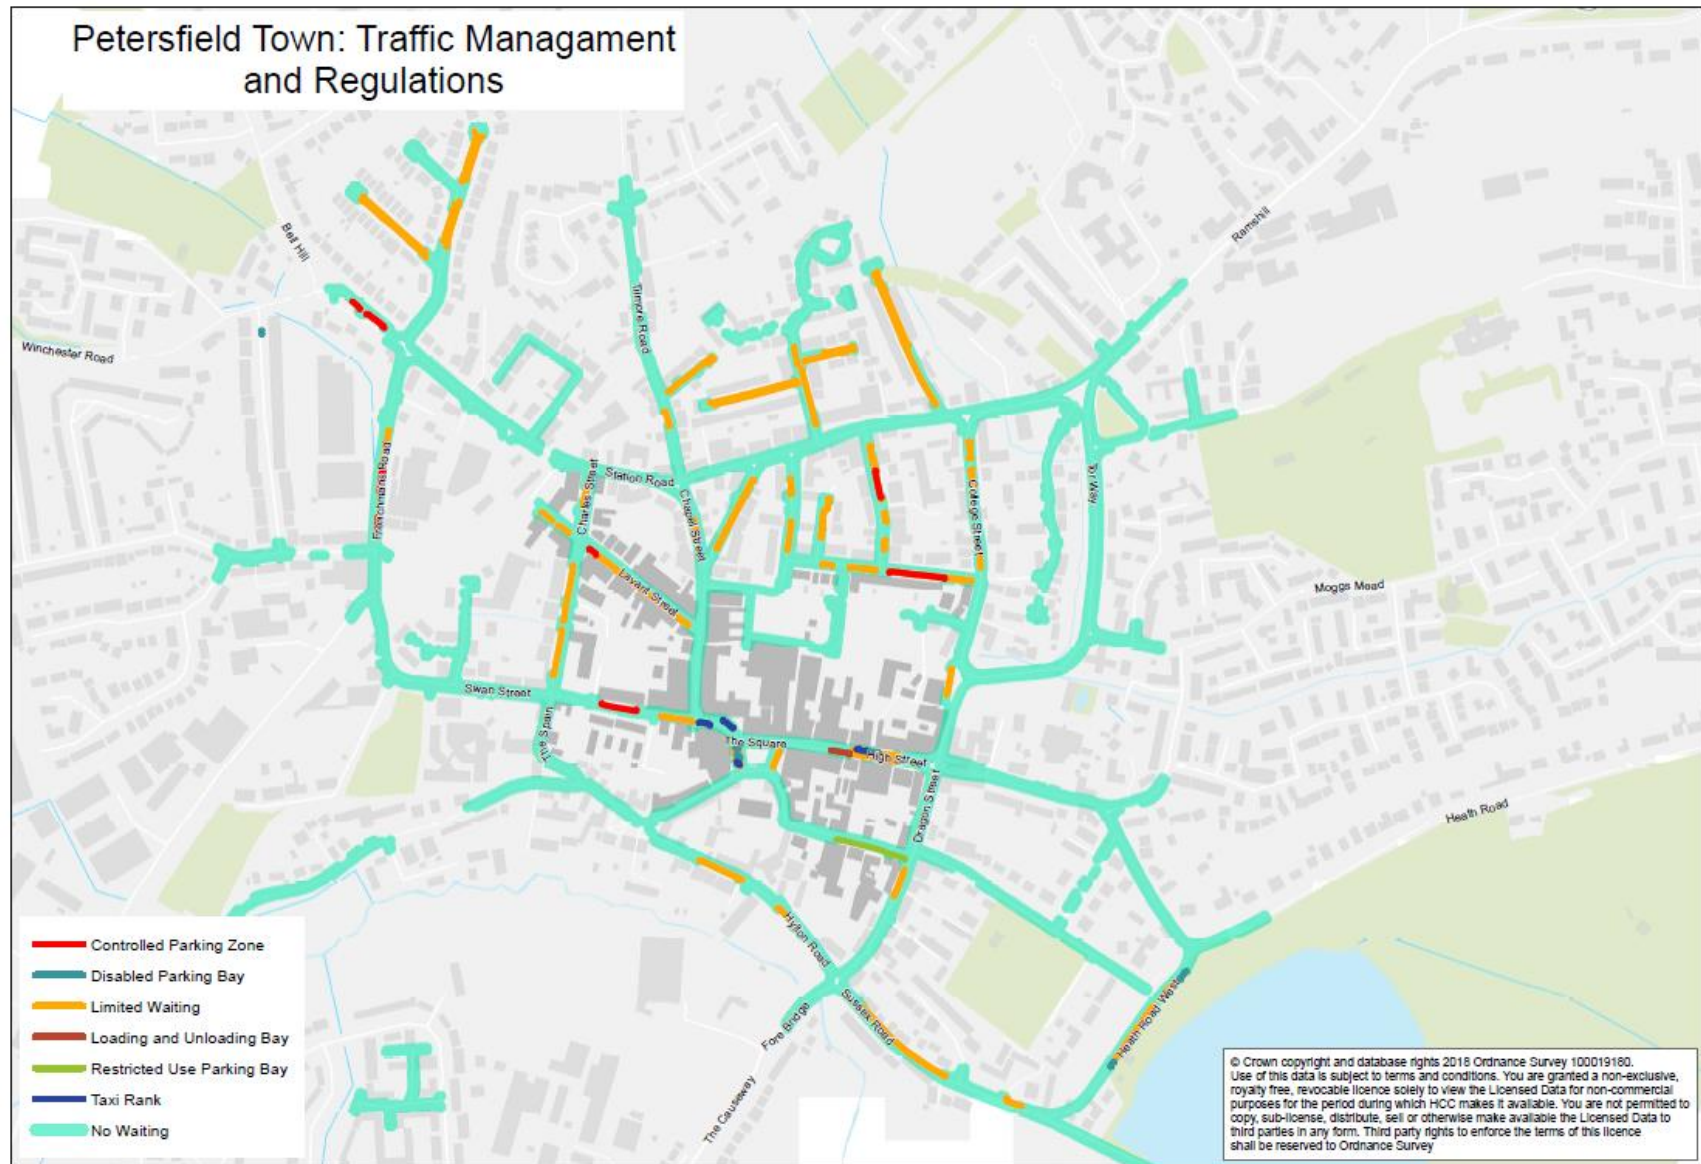 Petersfield Town: Traffic Managament
and Regulations
Bell Hill
Winchester Road
Tilmore Road
Ramshill
Frenchmans Road
Station Road
Charles Street
Chapel Street
College Street
Tor Way
Lavant Street
Moggs Mead
Swan Street
The Spain
The Square
High Street
Dragon Street
Heath Road
Hylton Road
Sussex Road
Fore Bridge
Heath Road West
The Causeway
Controlled Parking Zone
Disabled Parking Bay
Limited Waiting
Loading and Unloading Bay
Restricted Use Parking Bay
Taxi Rank
No Waiting
© Crown copyright and database rights 2018 Ordnance Survey 100019180.
Use of this data is subject to terms and conditions. You are granted a non-exclusive,
royalty free, revocable licence solely to view the Licensed Data for non-commercial
purposes for the period during which HCC makes it available. You are not permitted to
copy, sub-license, distribute, sell or otherwise make available the Licensed Data to
third parties in any form. Third party rights to enforce the terms of this licence
shall be reserved to Ordnance Survey